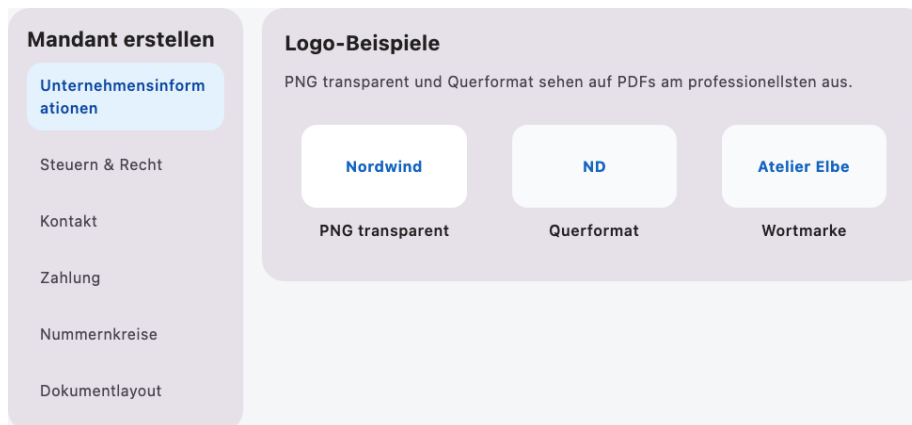 Mandant erstellen
Unternehmensinform
ationen
Steuern & Recht
Kontakt
Zahlung
Nummernkreise
Dokumentlayout
Logo-Beispiele
PNG transparent und Querformat sehen auf PDFs am professionellsten aus.
Nordwind
ND
Atelier Elbe
PNG transparent
Querformat
Wortmarke